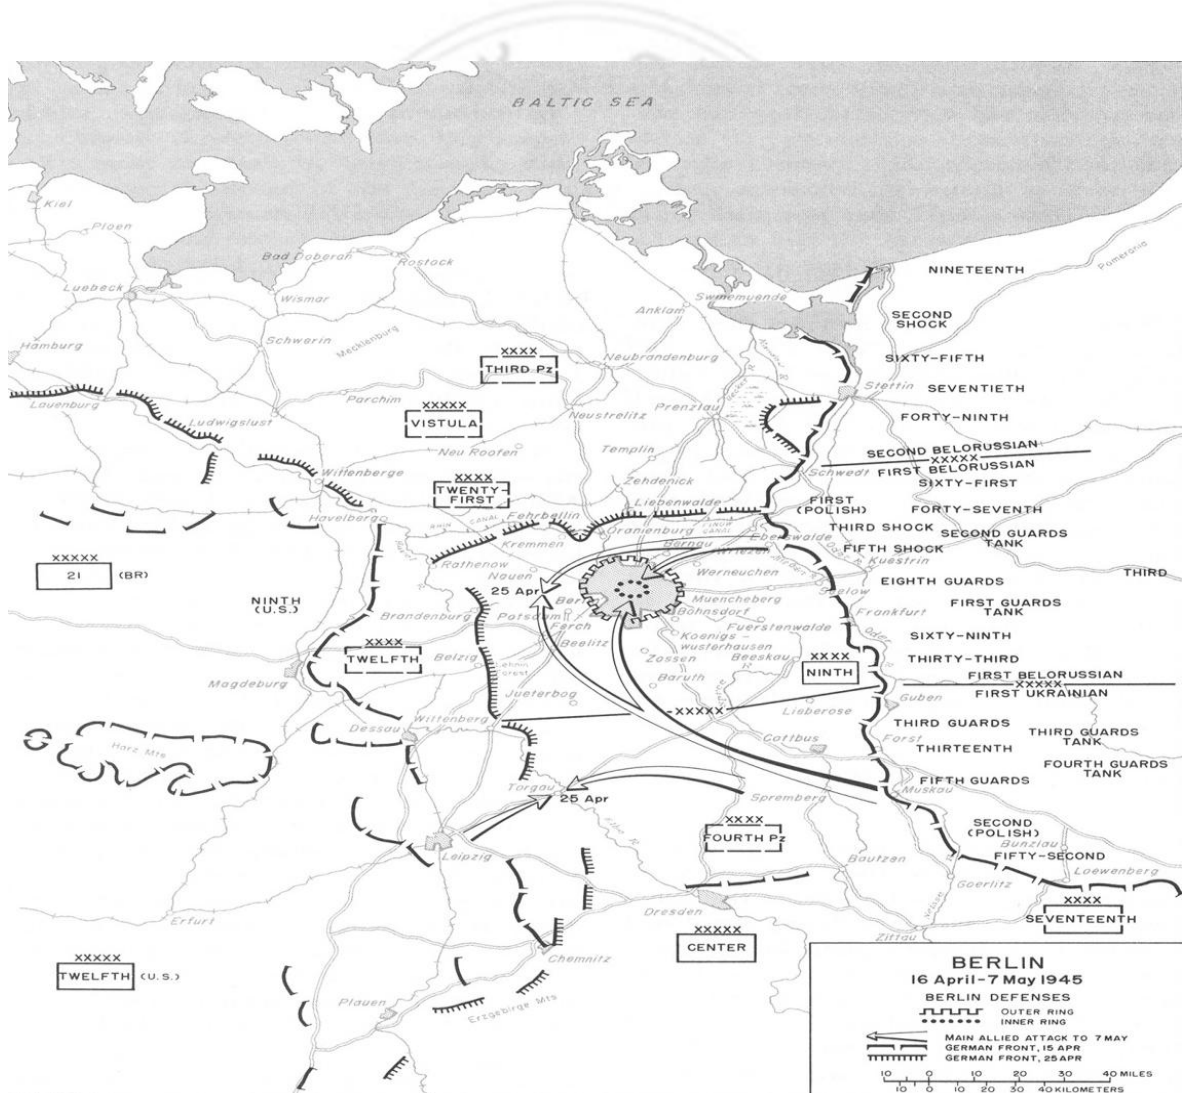 BALTIC SEA
Kiel
Ploen
Bad Doberan
Rostock
Luebeck
Wismar
Hamburg
Schwerin
Mecklenburg
Swinemuende
Anklam
Pomerania
NINETEENTH
SECOND
SHOCK
SIXTY-FIFTH
SEVENTIETH
FORTY-NINTH
XXXX
THIRD Pz
Neubrandenburg
Stettin
Lauenburg
Parchim
Ludwigslust
XXXXX
VISTULA
Neustrelitz
Prenzlau
Neu Roofen
Templin
SECOND BELORUSSIAN
XXXXX
FIRST BELORUSSIAN
Schwedt
SIXTY-FIRST
Wittenberge
XXXX
TWENTY-
FIRST
Zehdenick
Liebenwalde
FIRST
(POLISH)
FORTY-SEVENTH
Havelberg
Fehrbellin
Oranienburg
Kremmen
Bernau
Wriezen
Eberswalde
THIRD SHOCK
SECOND GUARDS
TANK
FIFTH SHOCK
XXXXX
21 (BR)
Rathenow
Nauen
25 Apr
Werneuchen
Kuestrin
THIRD
EIGHTH GUARDS
NINTH
(U.S.)
Muencheberg
Seelow
FIRST GUARDS
TANK
Brandenburg
Potsdam
Bohnsdorf
Fuerstenwalde
Frankfurt
Oder
Ferch
Beelitz
Koenigs-
wusterhausen
SIXTY-NINTH
XXXX
TWELFTH
Belzig
Zossen
Beeskow
XXXX
NINTH
THIRTY-THIRD
Magdeburg
Baruth
FIRST BELORUSSIAN
XXXXX
FIRST UKRAINIAN
Jueterbog
Guben
Lieberose
XXXXX
Wittenberg
Dessau
Cottbus
Forst
THIRD GUARDS
THIRD GUARDS
TANK
Harz Mts
THIRTEENTH
FOURTH GUARDS
TANK
Torgau
25 Apr
Spremberg
FIFTH GUARDS
Muskau
Elbe R
XXXX
FOURTH Pz
SECOND
(POLISH)
Leipzig
Bunzlau
FIFTY-SECOND
Bautzen
Goerlitz
Loewenberg
Erfurt
Dresden
XXXX
SEVENTEENTH
Zittau
XXXXX
CENTER
XXXXX
TWELFTH (U.S.)
Chemnitz
Plauen
Erzgebirge Mts
BERLIN
16 April-7 May 1945
BERLIN DEFENSES
OUTER RING
INNER RING
MAIN ALLIED ATTACK TO 7 MAY
GERMAN FRONT, 15 APR
GERMAN FRONT, 25 APR
10 0 10 20 30 40 MILES
10 0 10 20 30 40 KILOMETERS